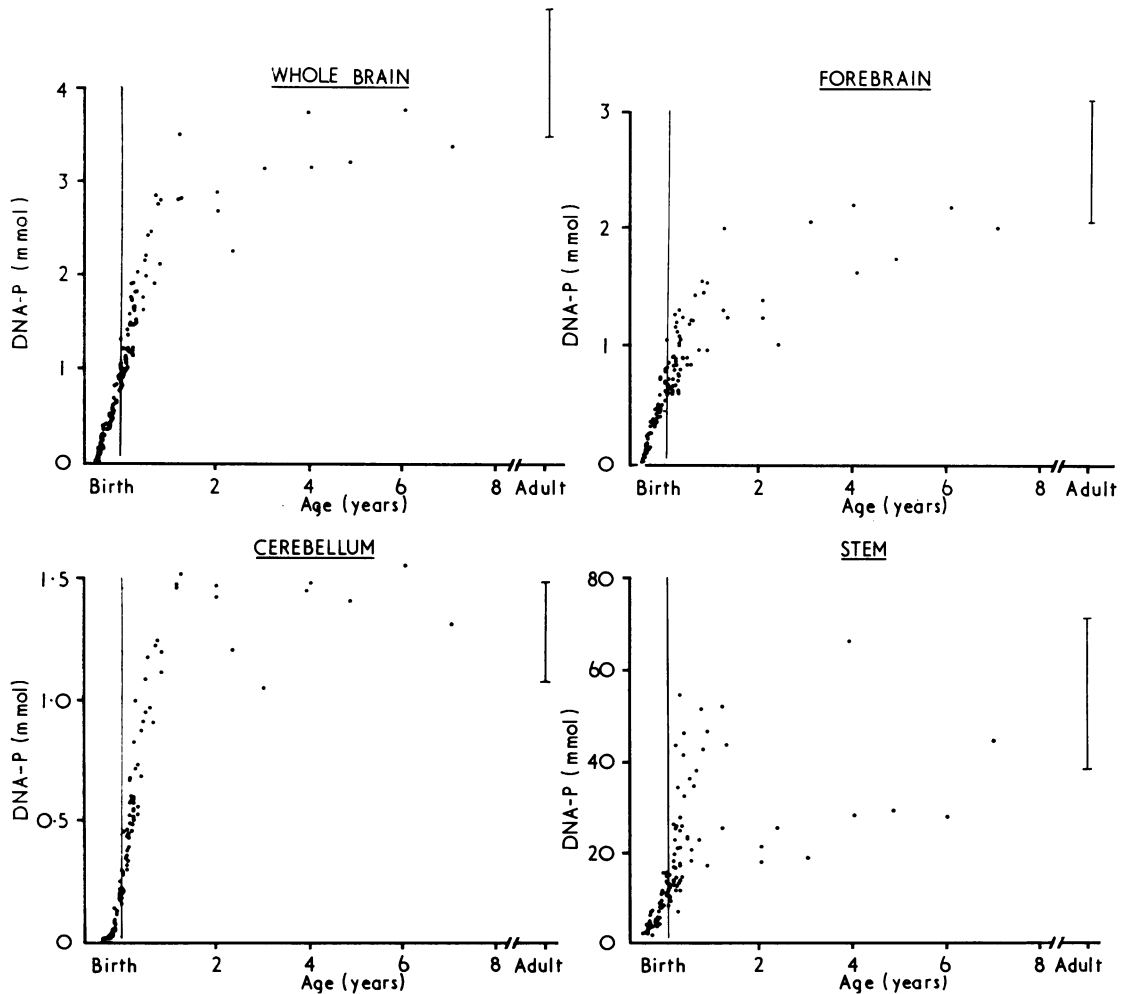 WHOLE BRAIN
4
3
2
1
0
DNA-P (mmol)
Birth 2 4 6 8 Adult
Age (years)
FOREBRAIN
3
2
1
0
DNA-P (mmol)
Birth 2 4 6 8 Adult
Age (years)
CEREBELLUM
1·5
1·0
0·5
0
DNA-P (mmol)
Birth 2 4 6 8 Adult
Age (years)
STEM
80
60
40
20
0
DNA-P (mmol)
Birth 2 4 6 8 Adult
Age (years)